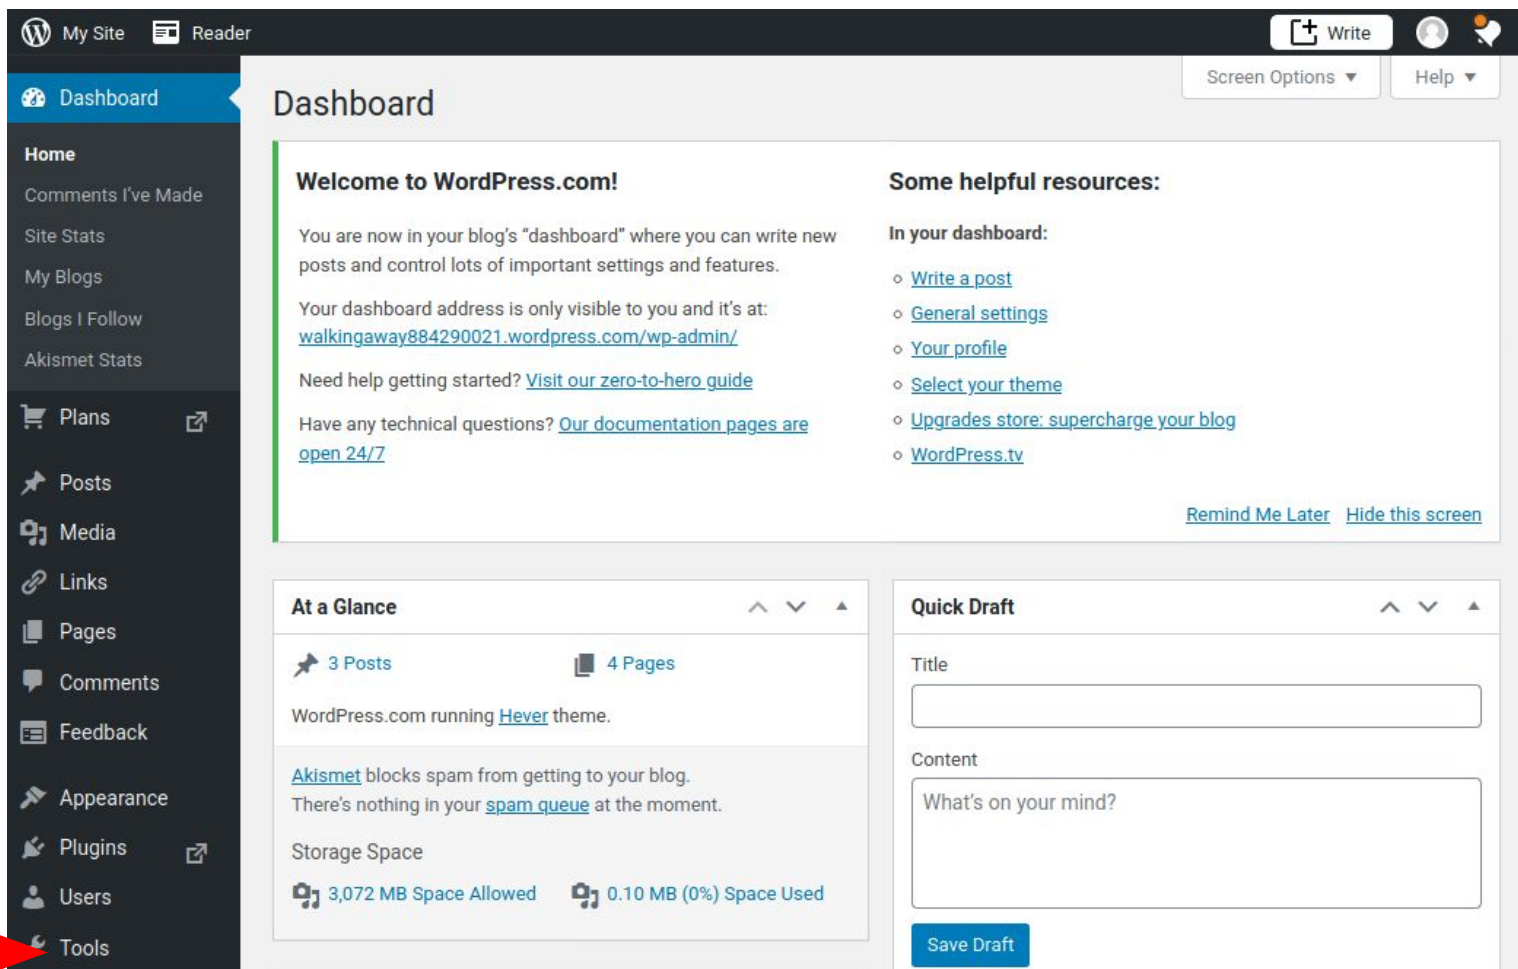 My Site
Reader
Write
Screen Options
Help
Dashboard
Home
Comments I've Made
Site Stats
My Blogs
Blogs I Follow
Akismet Stats
Plans
Posts
Media
Links
Pages
Comments
Feedback
Appearance
Plugins
Users
Tools
Dashboard
Welcome to WordPress.com!
You are now in your blog's “dashboard” where you can write new
posts and control lots of important settings and features.
Your dashboard address is only visible to you and it's at:
walkingaway884290021.wordpress.com/wp-admin/
Need help getting started? Visit our zero-to-hero guide
Have any technical questions? Our documentation pages are
open 24/7
Some helpful resources:
In your dashboard:
Write a post
General settings
Your profile
Select your theme
Upgrades store: supercharge your blog
WordPress.tv
Remind Me Later Hide this screen
At a Glance
3 Posts
4 Pages
WordPress.com running Hever theme.
Akismet blocks spam from getting to your blog.
There's nothing in your spam queue at the moment.
Storage Space
3,072 MB Space Allowed
0.10 MB (0%) Space Used
Quick Draft
Title
Content
What's on your mind?
Save Draft